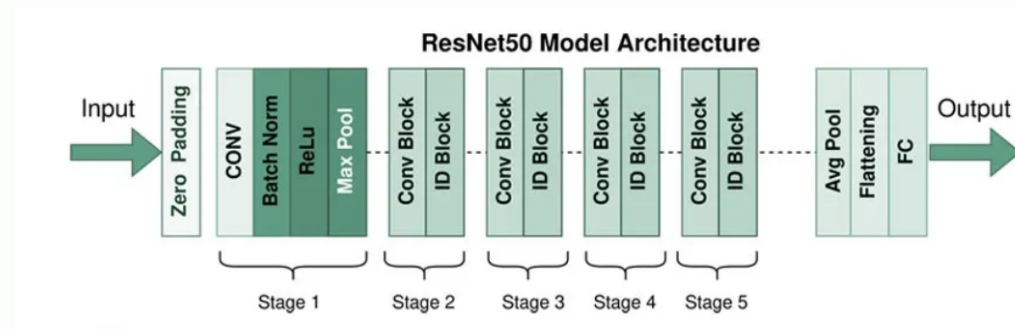 ResNet50 Model Architecture
Input
Zero Padding
CONV
Batch Norm
ReLu
Max Pool
Conv Block
ID Block
Conv Block
ID Block
Conv Block
ID Block
Conv Block
ID Block
Avg Pool
Flattening
FC
Output
Stage 1
Stage 2
Stage 3
Stage 4
Stage 5